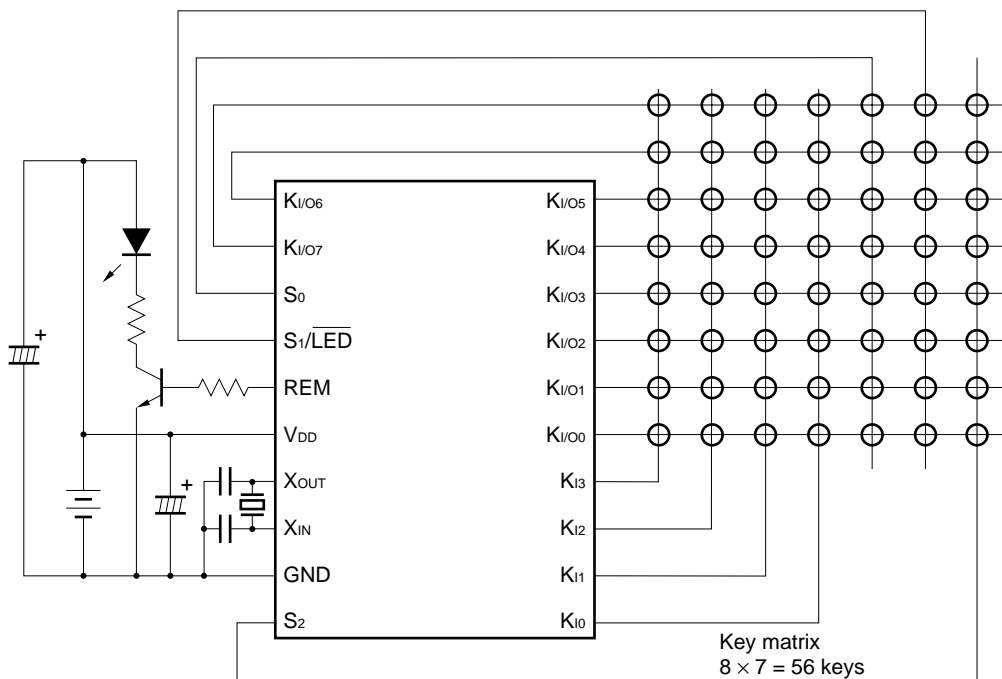 KI/O6
KI/O7
S0
S1/LED
REM
VDD
XOUT
XIN
GND
S2
KI/O5
KI/O4
KI/O3
KI/O2
KI/O1
KI/O0
KI3
KI2
KI1
KI0
+
+
Key matrix
8 × 7 = 56 keys